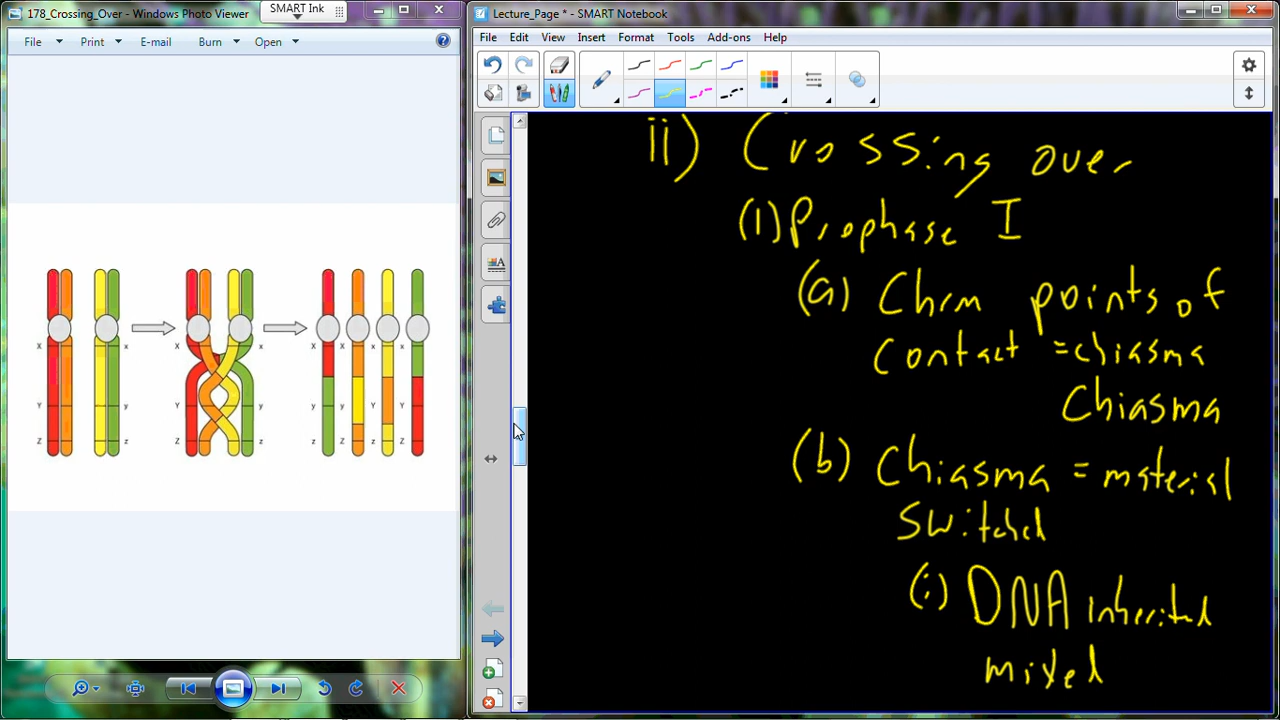 178_Crossing_Over - Windows Photo Viewer
SMART Ink
File Print E-mail Burn Open
X x X x X x
Y y Y y y y Y Y
Z z Z z z z Z Z
Lecture_Page * - SMART Notebook
File Edit View Insert Format Tools Add-ons Help
ii) Crossing over
(1) Prophase I
(a) Chrm points of
contact = chiasma
Chiasma
(b) Chiasma = material
switched
(i) DNA inherited
mixed